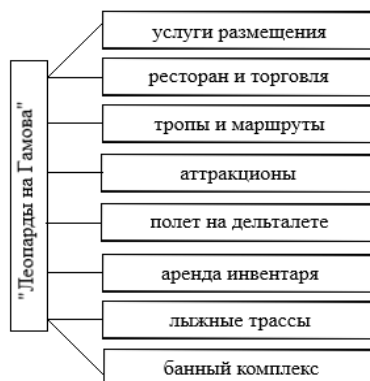 "Леопарды на Гамова"
услуги размещения
ресторан и торговля
тропы и маршруты
аттракционы
полет на дельталете
аренда инвентаря
лыжные трассы
банный комплекс